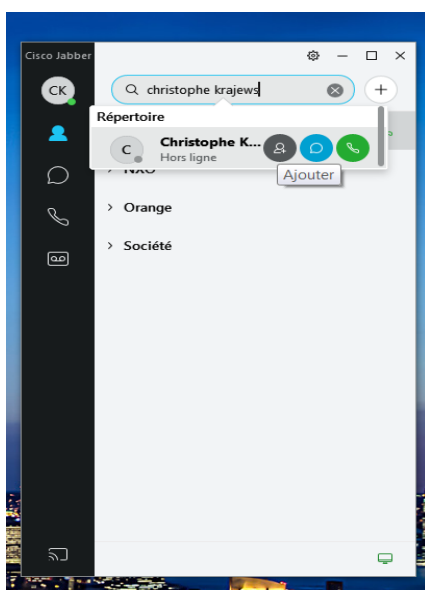 Cisco Jabber
CK
christophe krajews
Répertoire
C
Christophe K...
Hors ligne
Ajouter
NXO
Orange
Société